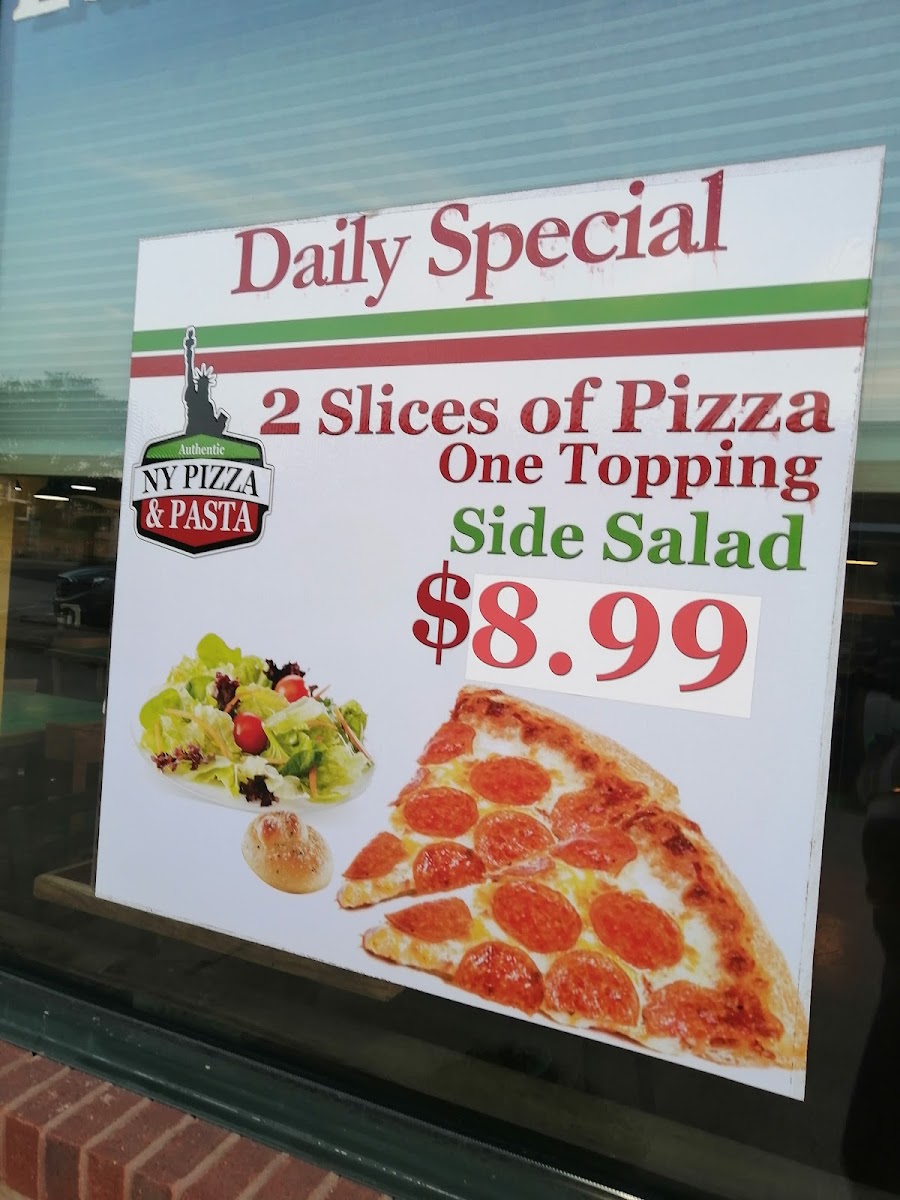 Daily Special
Authentic
NY PIZZA
& PASTA
2 Slices of Pizza
One Topping
Side Salad
$8.99